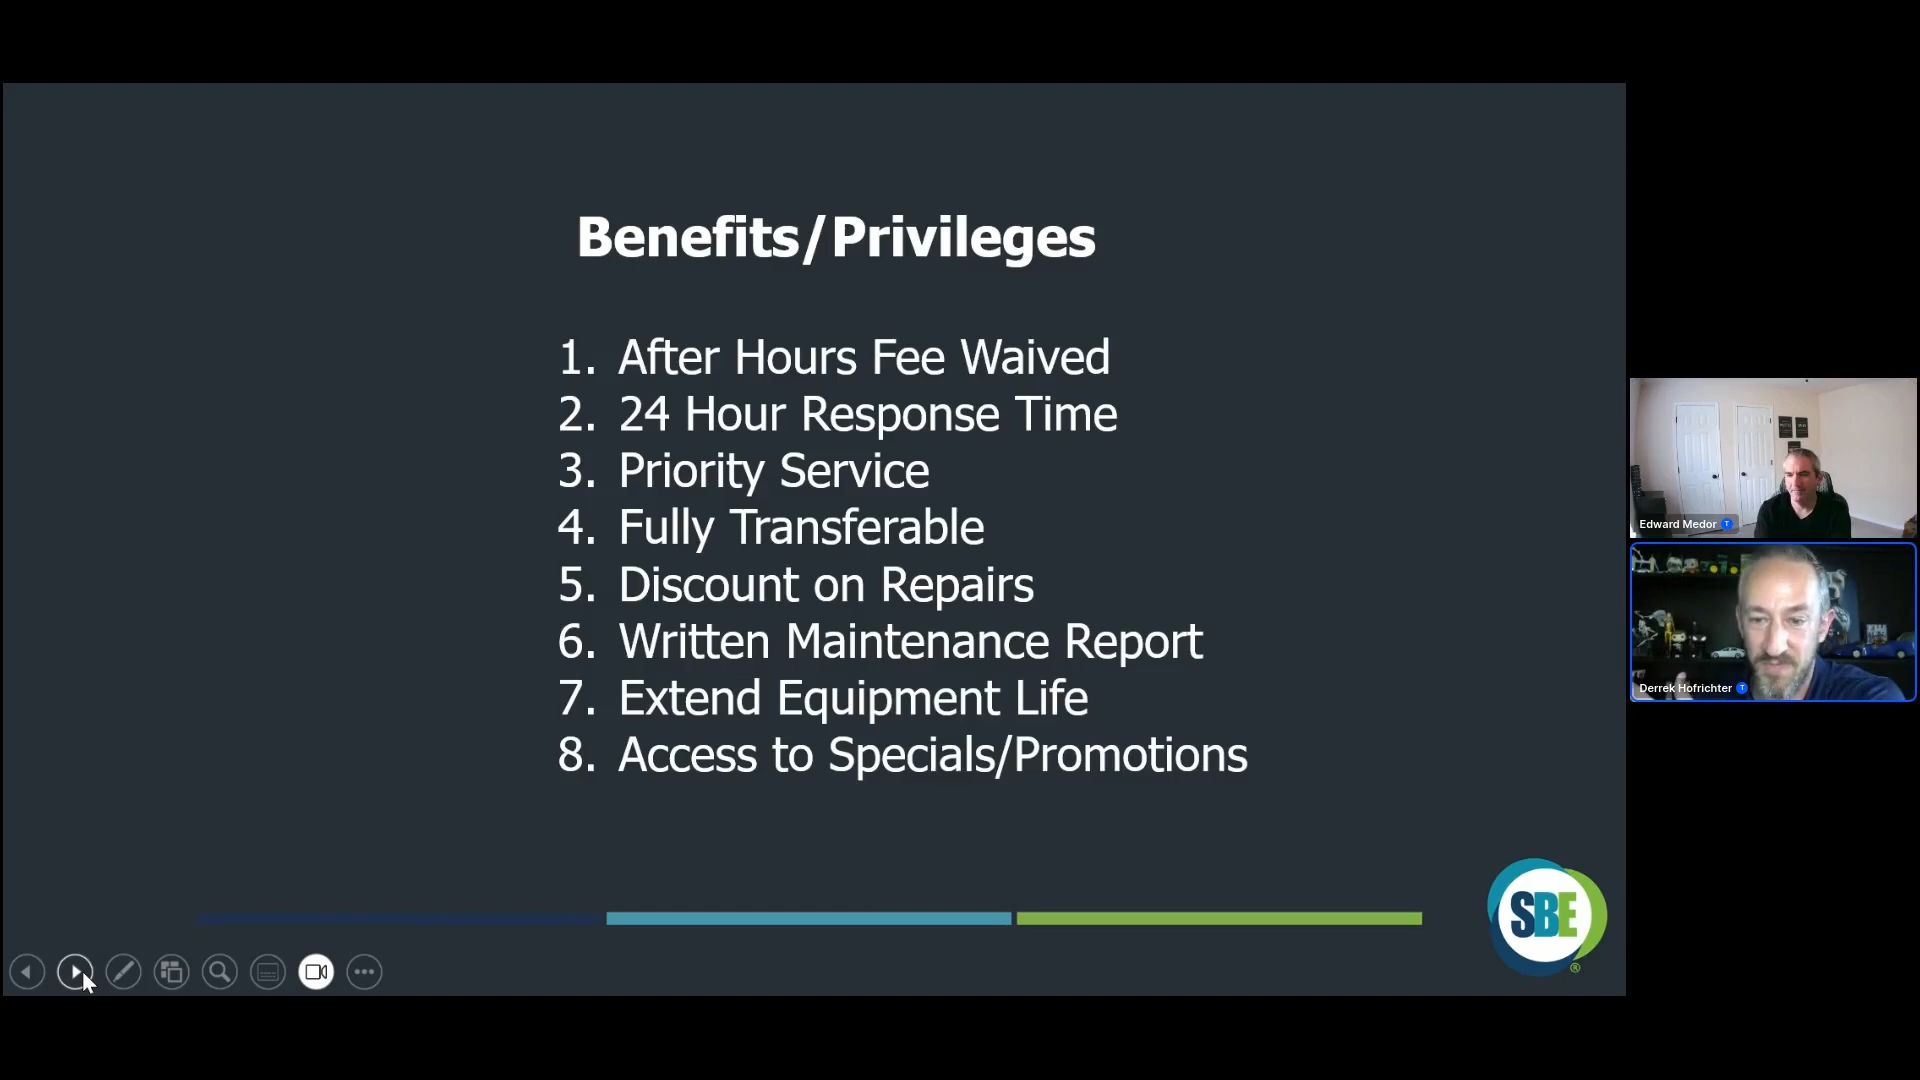 Benefits/Privileges
1. After Hours Fee Waived
2. 24 Hour Response Time
3. Priority Service
4. Fully Transferable
5. Discount on Repairs
6. Written Maintenance Report
7. Extend Equipment Life
8. Access to Specials/Promotions
SBE
®
Edward Medor T
Derrek Hofrichter T